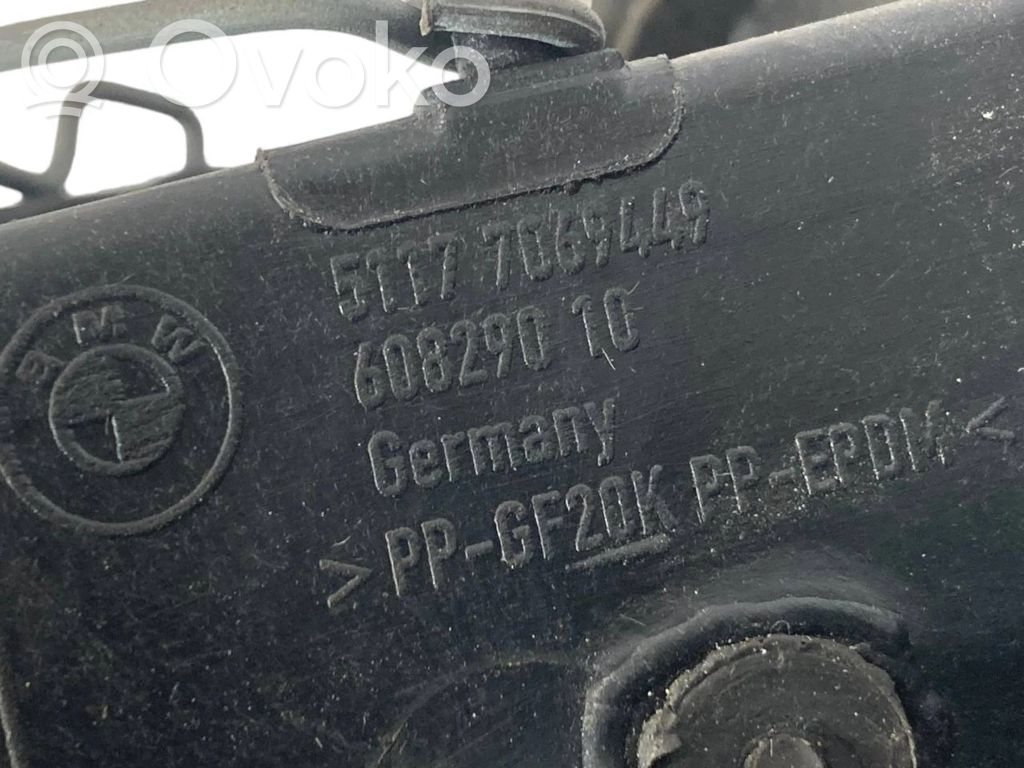 © Ovoko
BMW
5117 7069449
608290 10
Germany
>PP-GF20K PP-EPDM<